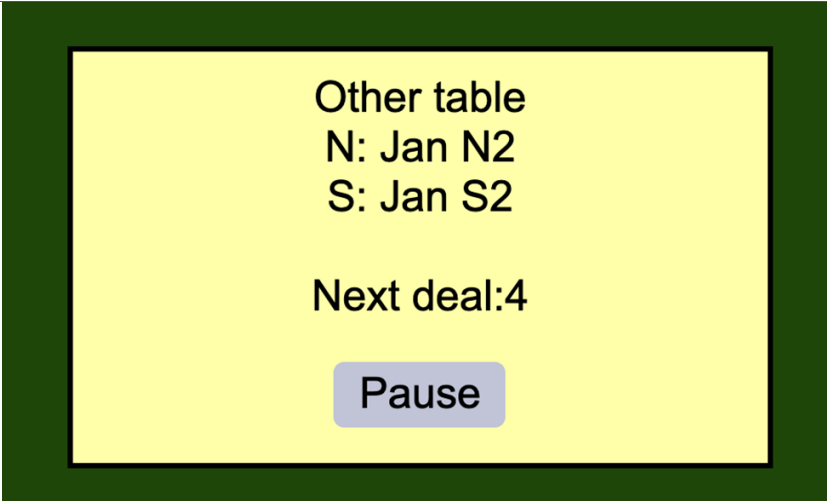 Other table
N: Jan N2
S: Jan S2
Next deal:4
Pause